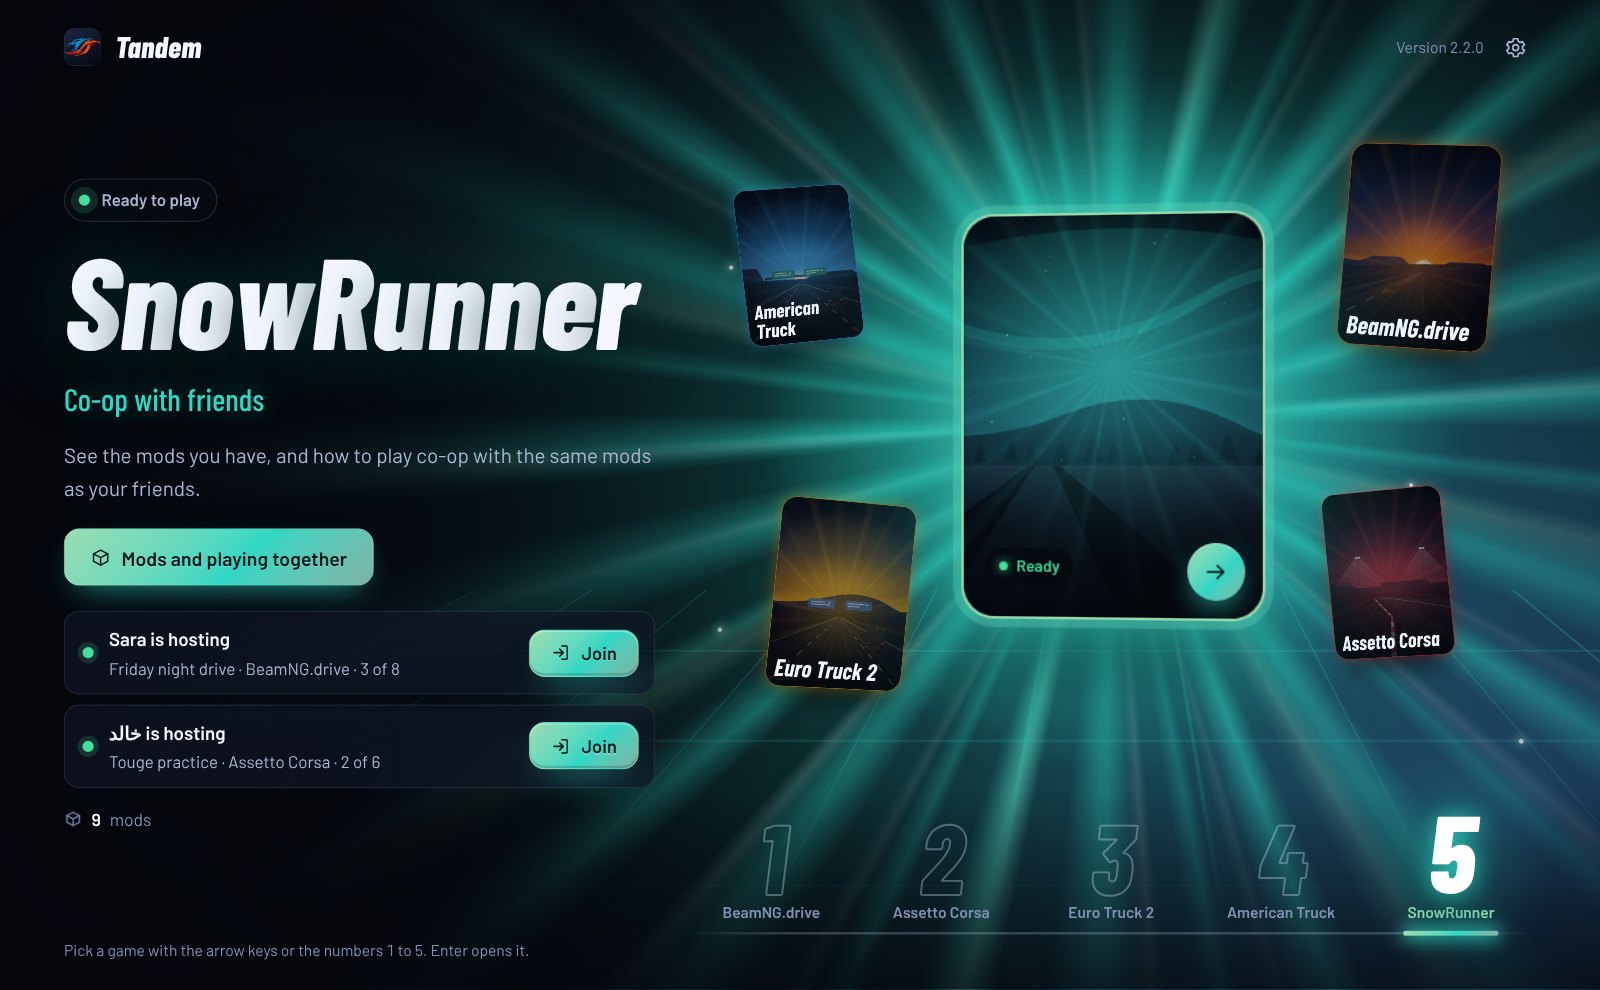 Tandem
Version 2.2.0
Ready to play
SnowRunner
Co-op with friends
See the mods you have, and how to play co-op with the same mods
as your friends.
Mods and playing together
Sara is hosting
Friday night drive · BeamNG.drive · 3 of 8
Join
خالد is hosting
Touge practice · Assetto Corsa · 2 of 6
Join
9 mods
American
Truck
BeamNG.drive
Ready
Euro Truck 2
Assetto Corsa
1
BeamNG.drive
2
Assetto Corsa
3
Euro Truck 2
4
American Truck
5
SnowRunner
Pick a game with the arrow keys or the numbers 1 to 5. Enter opens it.